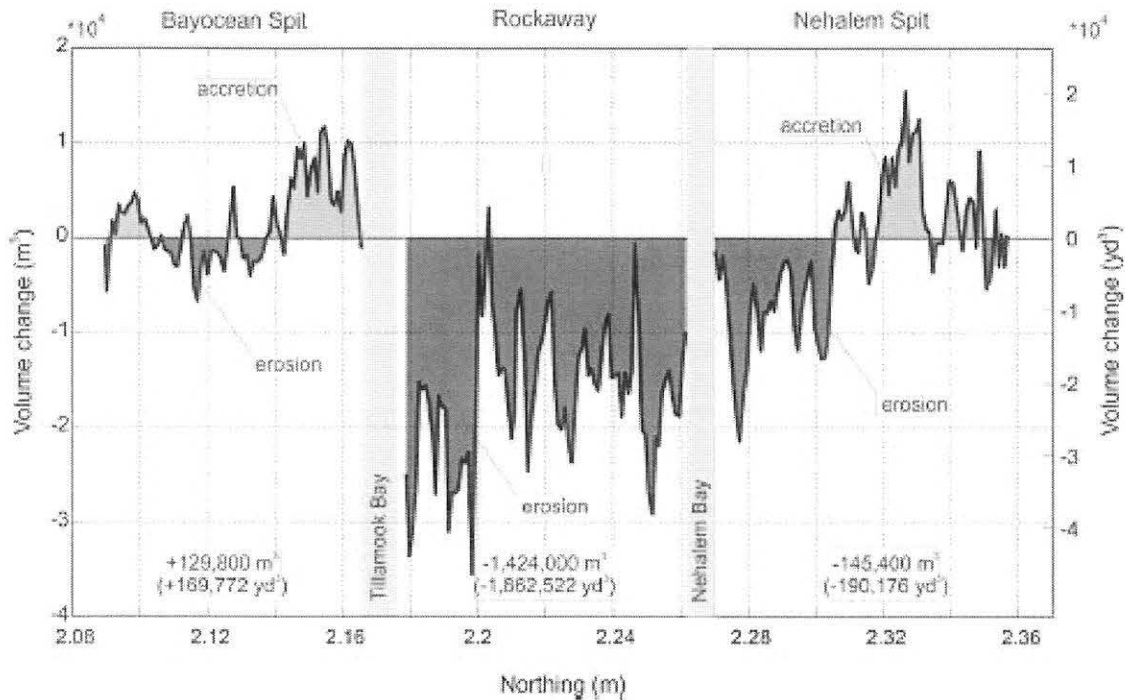 Bayocean Spit
Rockaway
Nehalem Spit
*10⁴
*10⁴
2
1
0
-1
-2
-3
-4
2
1
0
-1
-2
-3
-4
Volume change (m³)
Volume change (yd³)
accretion
erosion
erosion
accretion
erosion
Tillamook Bay
Nehalem Bay
+129,800 m³
(+169,772 yd³)
-1,424,000 m³
(-1,862,522 yd³)
-145,400 m³
(-190,176 yd³)
2.08
2.12
2.16
2.2
2.24
2.28
2.32
2.36
Northing (m)